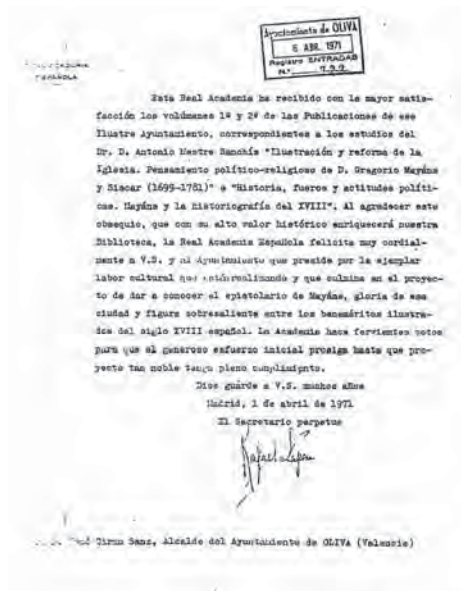 Ayuntamiento de OLIVA
6 ABR. 1971
Registro ENTRADAS
N.º
ESPAÑOLA
Esta Real Academia ha recibido con la mayor satis-
facción los volúmenes 1º y 2º de las Publicaciones de ese
Ilustre Ayuntamiento, correspondientes a los estudios del
Dr. D. Antonio Mestre Sanchís "Ilustración y reforma de la
Iglesia. Pensamiento político-religioso de D. Gregorio Mayáns
y Siscar (1699-1781)" e "Historia, fueros y actitudes políti-
cas. Mayáns y la historiografía del XVIII". Al agradecer este
obsequio, que con su alto valor histórico enriquecerá nuestra
Biblioteca, la Real Academia Española felicita muy cordial-
mente a V.S. y al Ayuntamiento que preside por la ejemplar
labor cultural que están realizando y que culmina en el proyec-
to de dar a conocer el epistolario de Mayáns, gloria de esa
ciudad y figura sobresaliente entre los beneméritos ilustra-
dos del siglo XVIII español. La Academia hace fervientes votos
para que el generoso esfuerzo inicial prosiga hasta que pro-
yecto tan noble tenga pleno cumplimiento.
Dios guarde a V.S. muchos años
Madrid, 1 de abril de 1971
El Secretario perpetuo
Rafael Lapesa
Sanz, Alcalde del Ayuntamiento de OLIVA (Valencia)